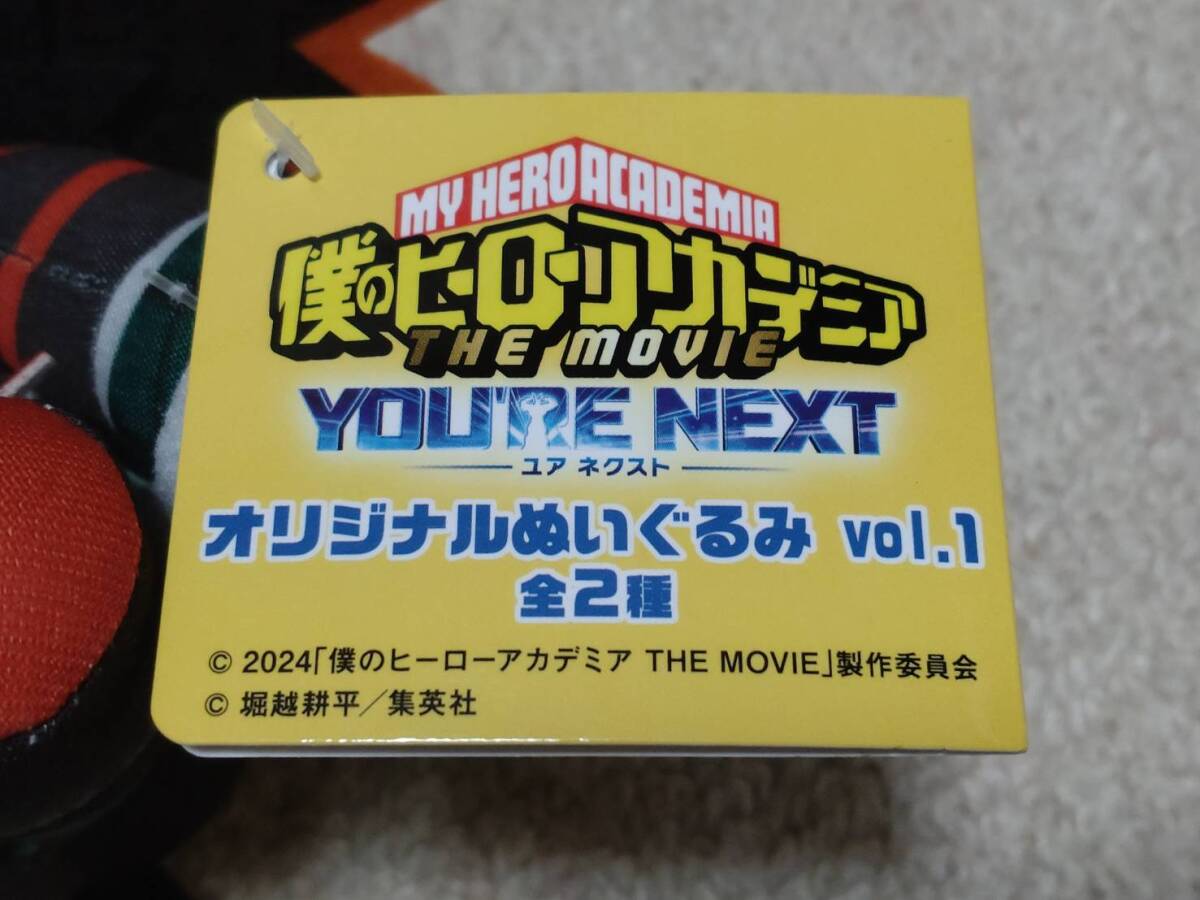 MY HERO ACADEMIA
僕のヒーローアカデミア
THE MOVIE
YOU'RE NEXT
ユア ネクスト
オリジナルぬいぐるみ vol.1
全2種
© 2024「僕のヒーローアカデミア THE MOVIE」製作委員会
© 堀越耕平／集英社